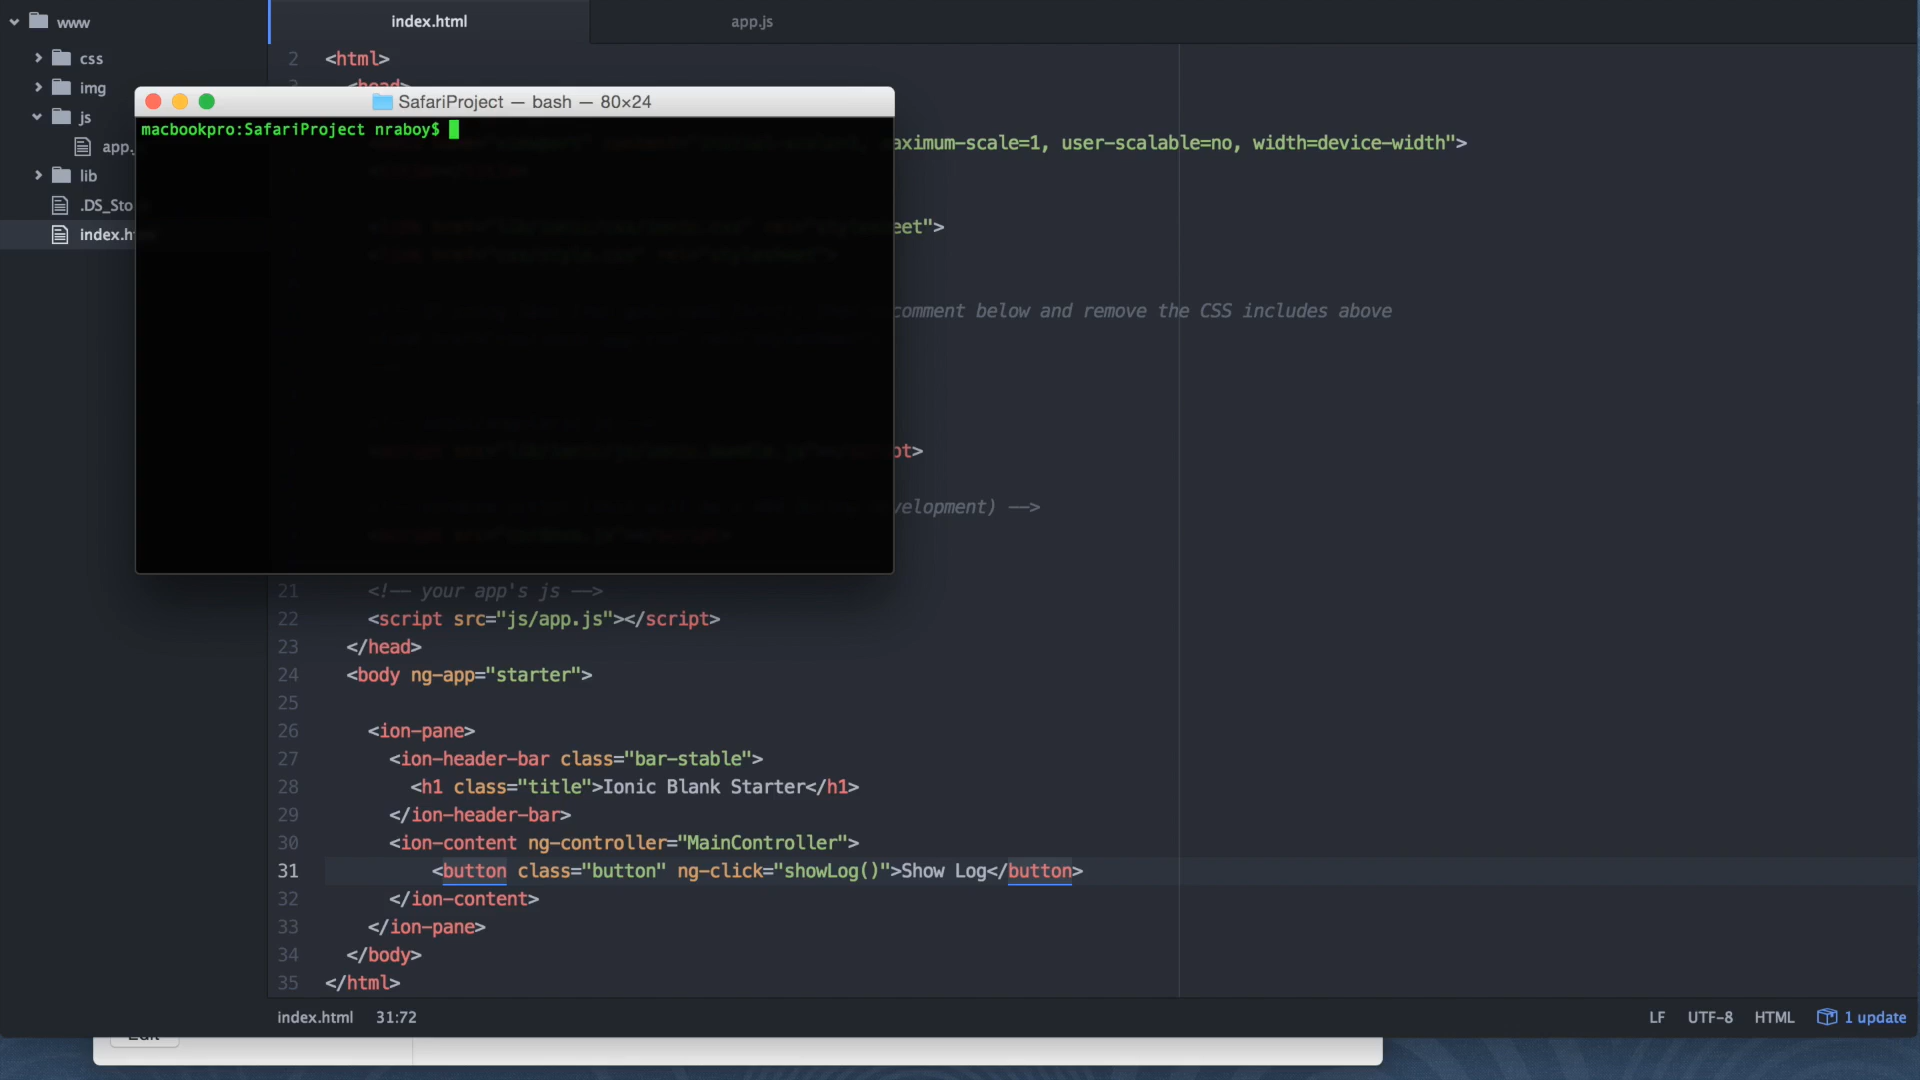 www
css
img
js
app.
lib
.DS_Sto
index.h
index.html
app.js
2 <html>
<head>
SafariProject — bash — 80×24
macbookpro:SafariProject nraboy$
aximum-scale=1, user-scalable=no, width=device-width">
eet">
comment below and remove the CSS includes above
pt>
velopment) -->
21 <!-- your app's js -->
22 <script src="js/app.js"></script>
23 </head>
24 <body ng-app="starter">
25
26 <ion-pane>
27 <ion-header-bar class="bar-stable">
28 <h1 class="title">Ionic Blank Starter</h1>
29 </ion-header-bar>
30 <ion-content ng-controller="MainController">
31 <button class="button" ng-click="showLog()">Show Log</button>
32 </ion-content>
33 </ion-pane>
34 </body>
35 </html>
index.html 31:72
LF UTF-8 HTML 1 update
Edit